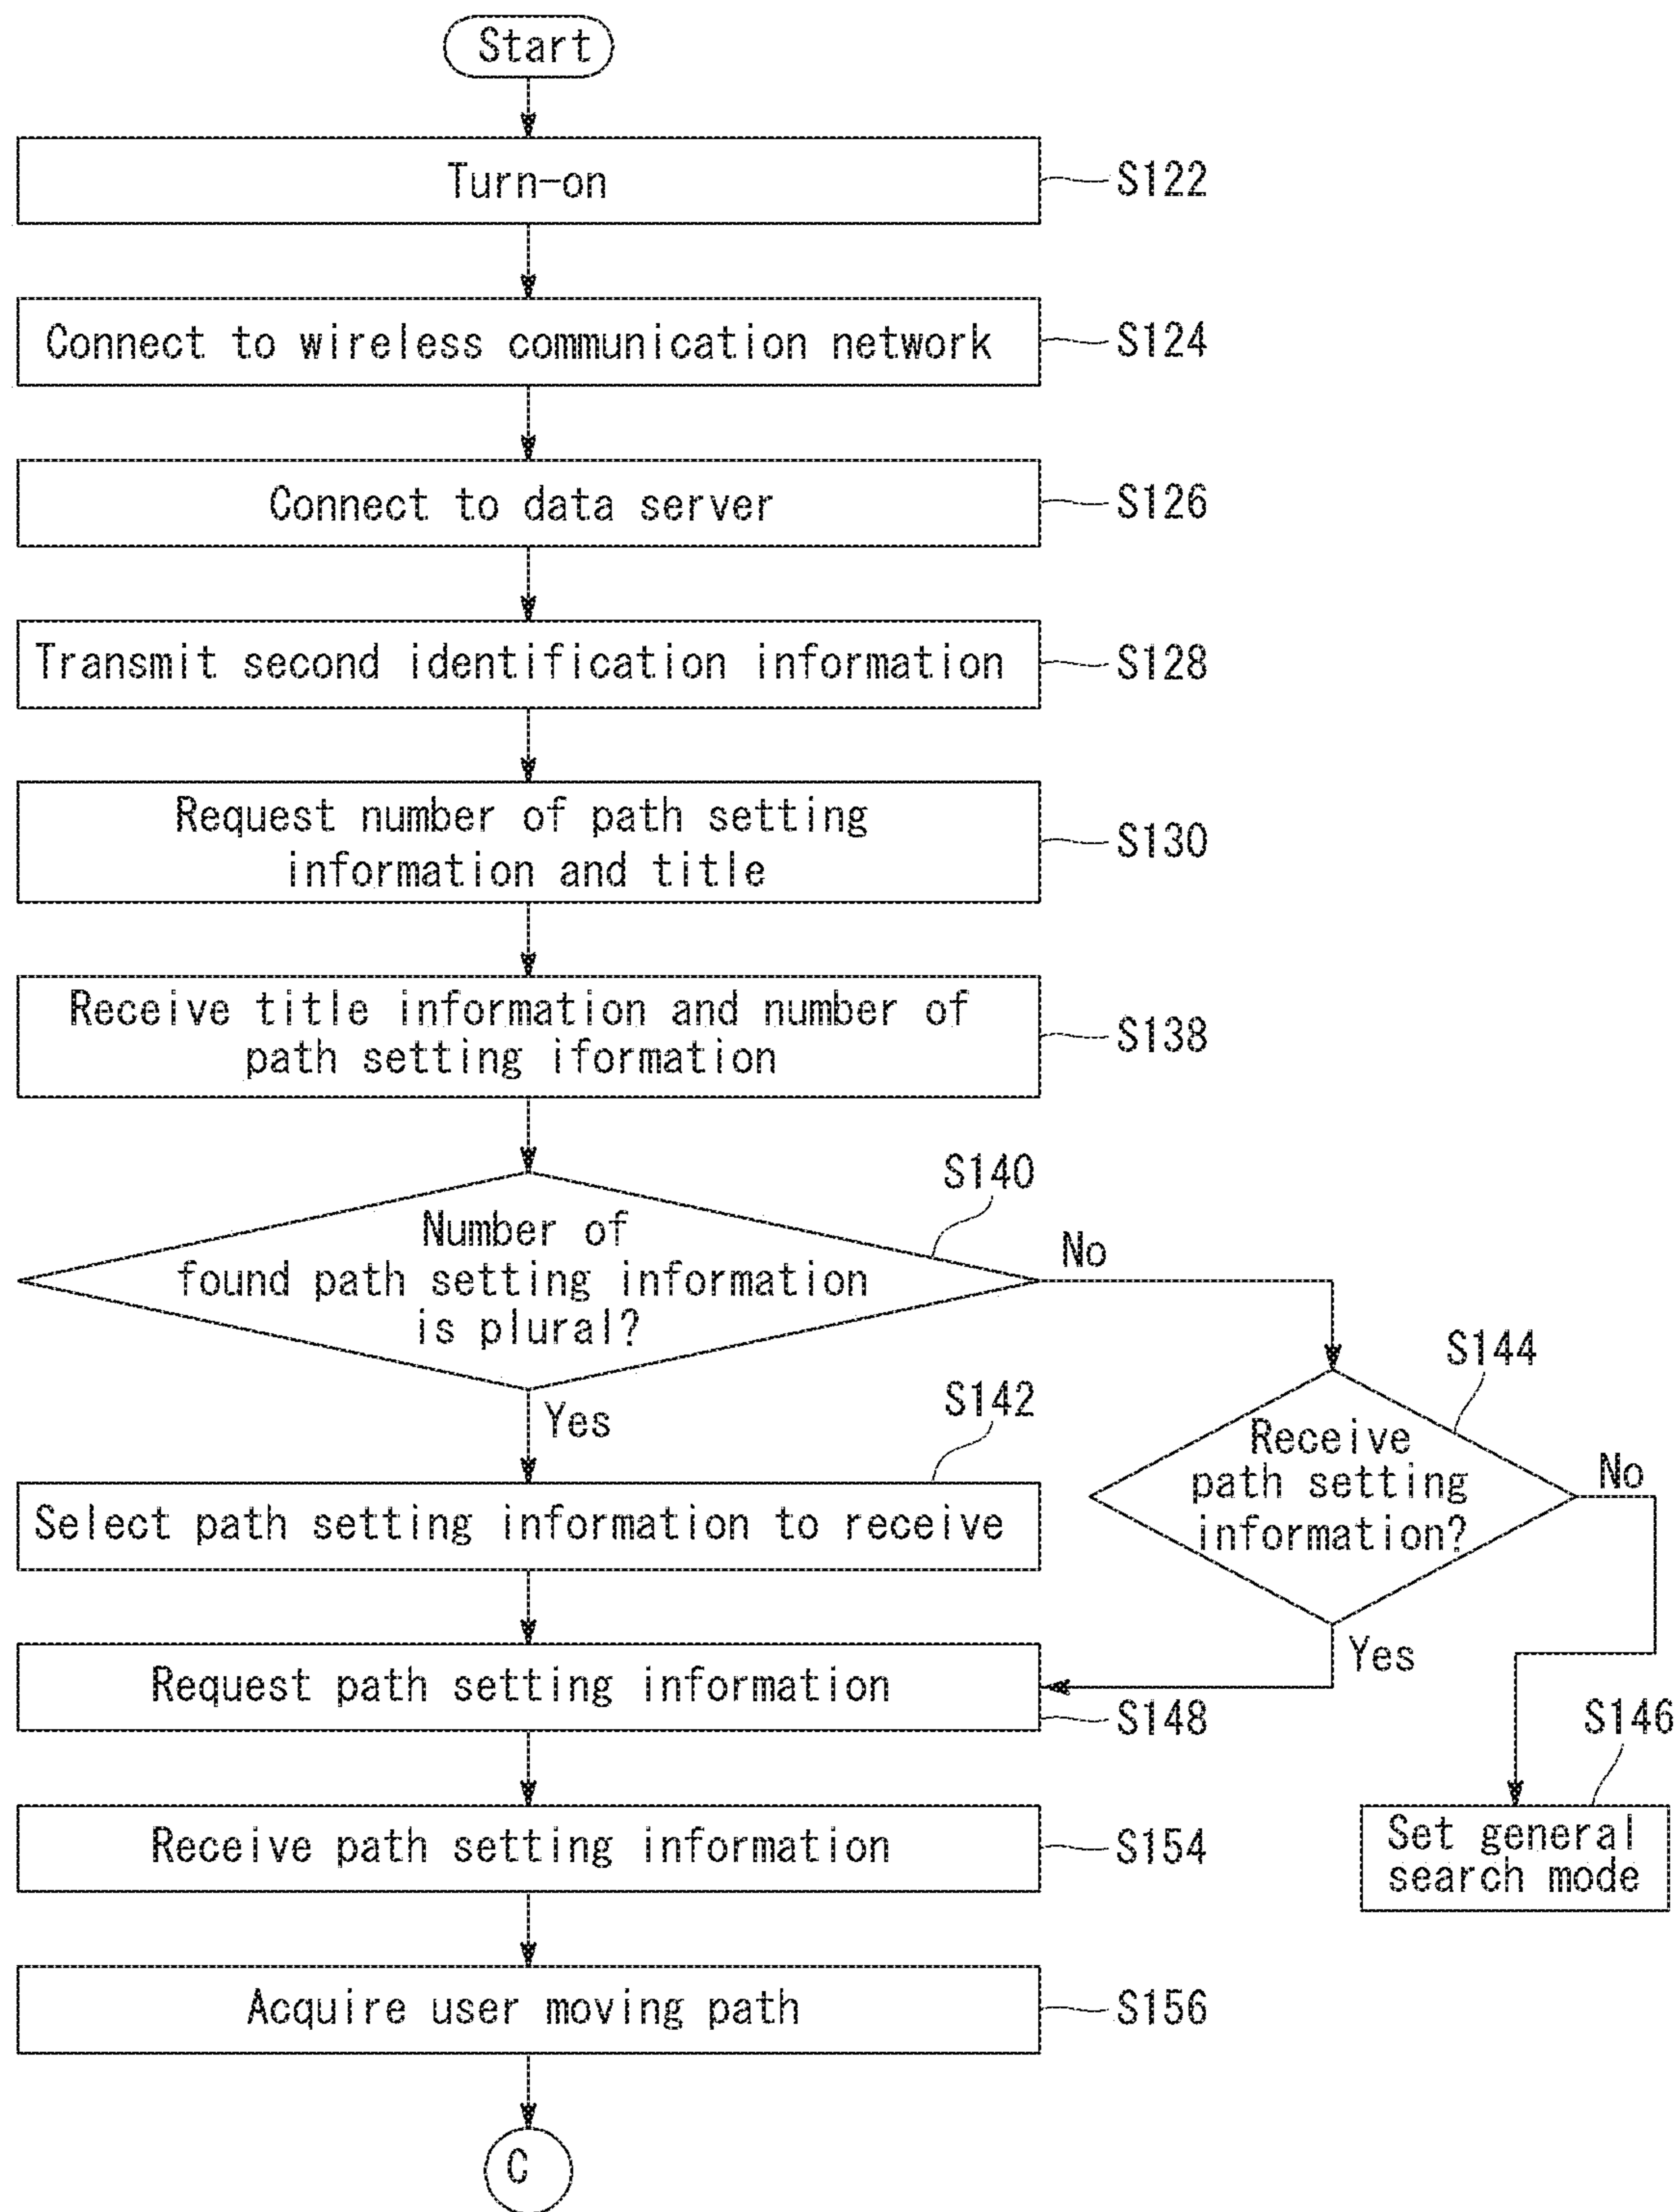 Start
Turn-on
S122
Connect to wireless communication network
S124
Connect to data server
S126
Transmit second identification information
S128
Request number of path setting
information and title
S130
Receive title information and number of
path setting iformation
S138
S140
Number of
found path setting information
is plural?
No
Yes
S142
Select path setting information to receive
S144
Receive
path setting
information?
No
Yes
Request path setting information
S148
S146
Set general
search mode
Receive path setting information
S154
Acquire user moving path
S156
C